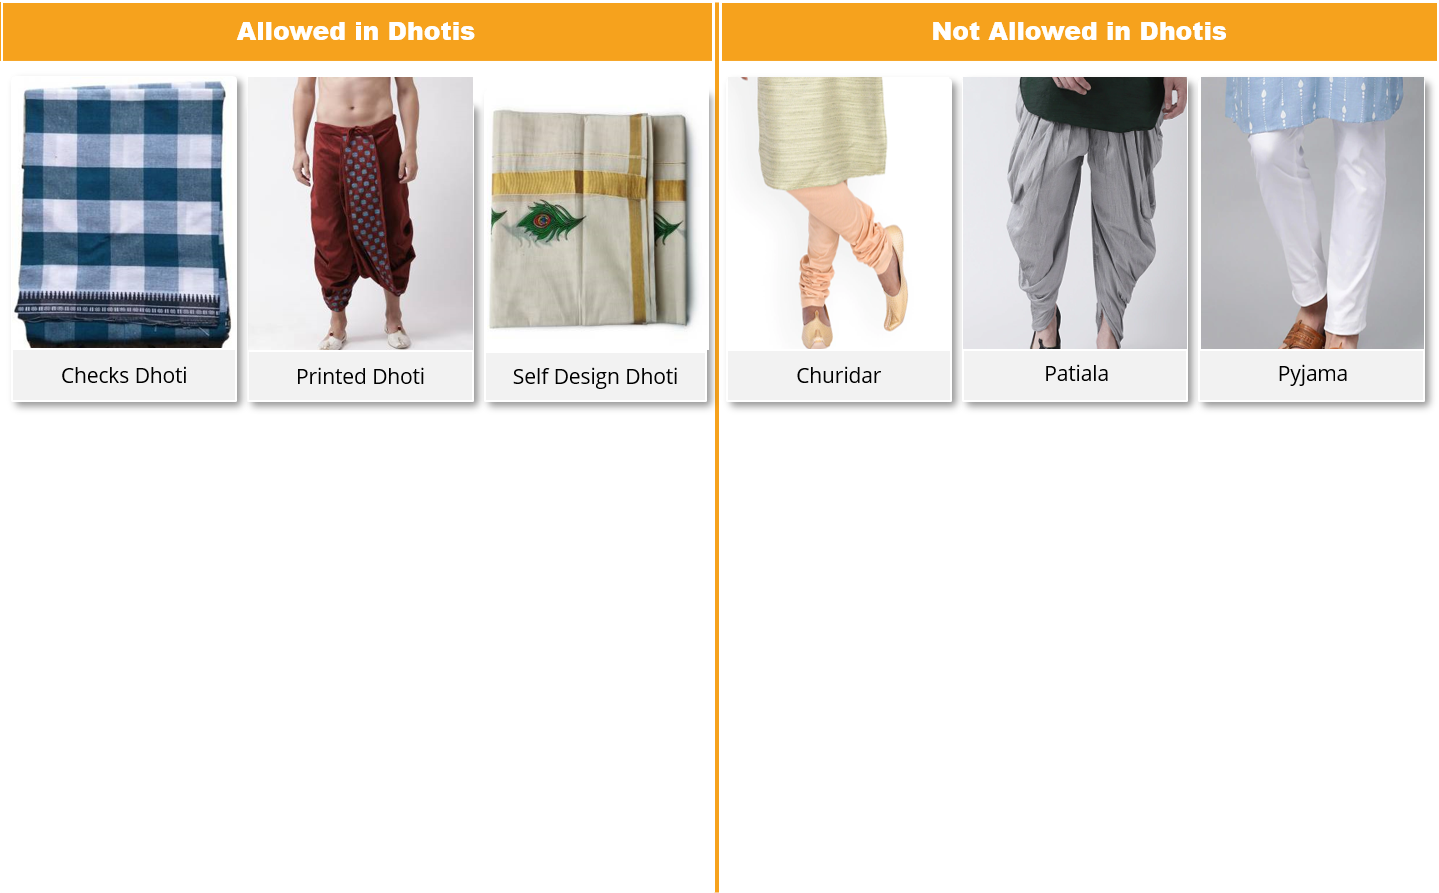 Allowed in Dhotis
Not Allowed in Dhotis
Checks Dhoti
Printed Dhoti
Self Design Dhoti
Churidar
Patiala
Pyjama